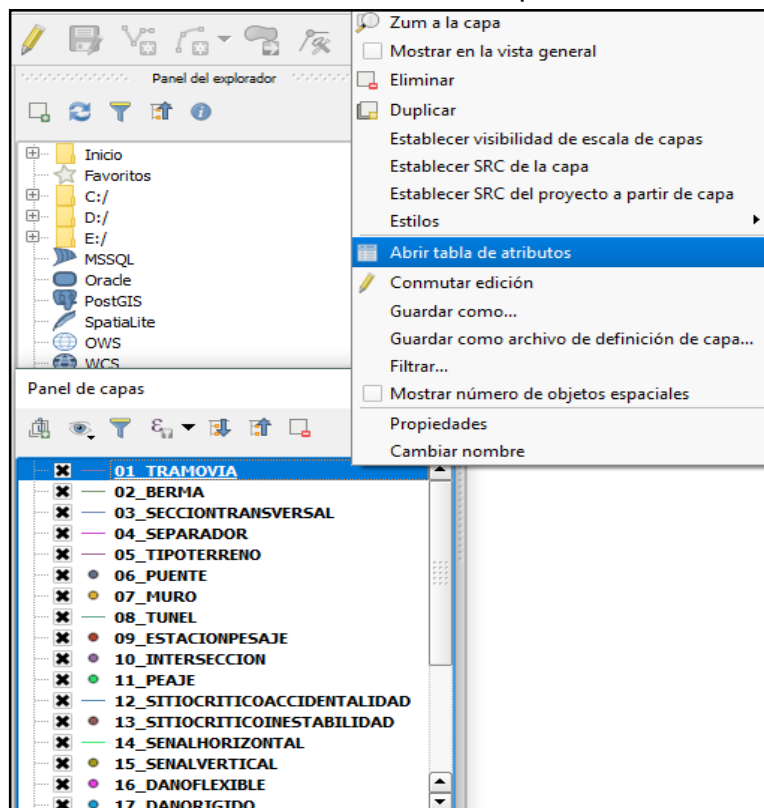 Panel del explorador
Inicio
Favoritos
C:/
D:/
E:/
MSSQL
Oracle
PostGIS
SpatiaLite
OWS
WCS
Zum a la capa
Mostrar en la vista general
Eliminar
Duplicar
Establecer visibilidad de escala de capas
Establecer SRC de la capa
Establecer SRC del proyecto a partir de capa
Estilos
Abrir tabla de atributos
Conmutar edición
Guardar como...
Guardar como archivo de definición de capa...
Filtrar...
Mostrar número de objetos espaciales
Propiedades
Cambiar nombre
Panel de capas
01_TRAMOVIA
02_BERMA
03_SECCIONTRANSVERSAL
04_SEPARADOR
05_TIPOTERRENO
06_PUENTE
07_MURO
08_TUNEL
09_ESTACIONPESAJE
10_INTERSECCION
11_PEAJE
12_SITIOCRITICOACCIDENTALIDAD
13_SITIOCRITICOINESTABILIDAD
14_SENALHORIZONTAL
15_SENALVERTICAL
16_DANOFLEXIBLE
17_DANORIGIDO